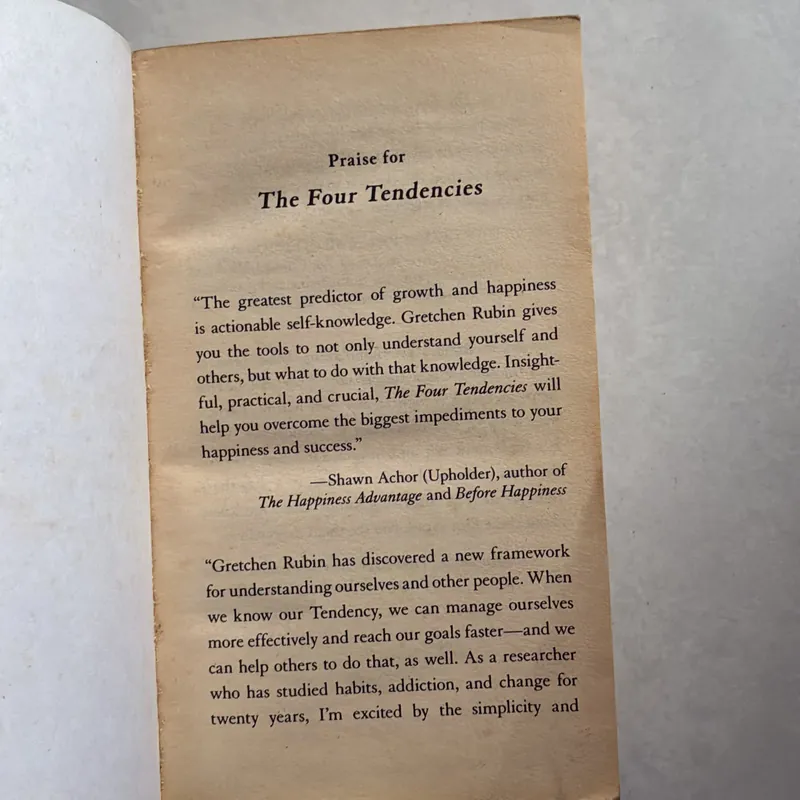 Praise for
The Four Tendencies
“The greatest predictor of growth and happiness
is actionable self-knowledge. Gretchen Rubin gives
you the tools to not only understand yourself and
others, but what to do with that knowledge. Insight-
ful, practical, and crucial, The Four Tendencies will
help you overcome the biggest impediments to your
happiness and success.”
—Shawn Achor (Upholder), author of
The Happiness Advantage and Before Happiness
“Gretchen Rubin has discovered a new framework
for understanding ourselves and other people. When
we know our Tendency, we can manage ourselves
more effectively and reach our goals faster—and we
can help others to do that, as well. As a researcher
who has studied habits, addiction, and change for
twenty years, I’m excited by the simplicity and